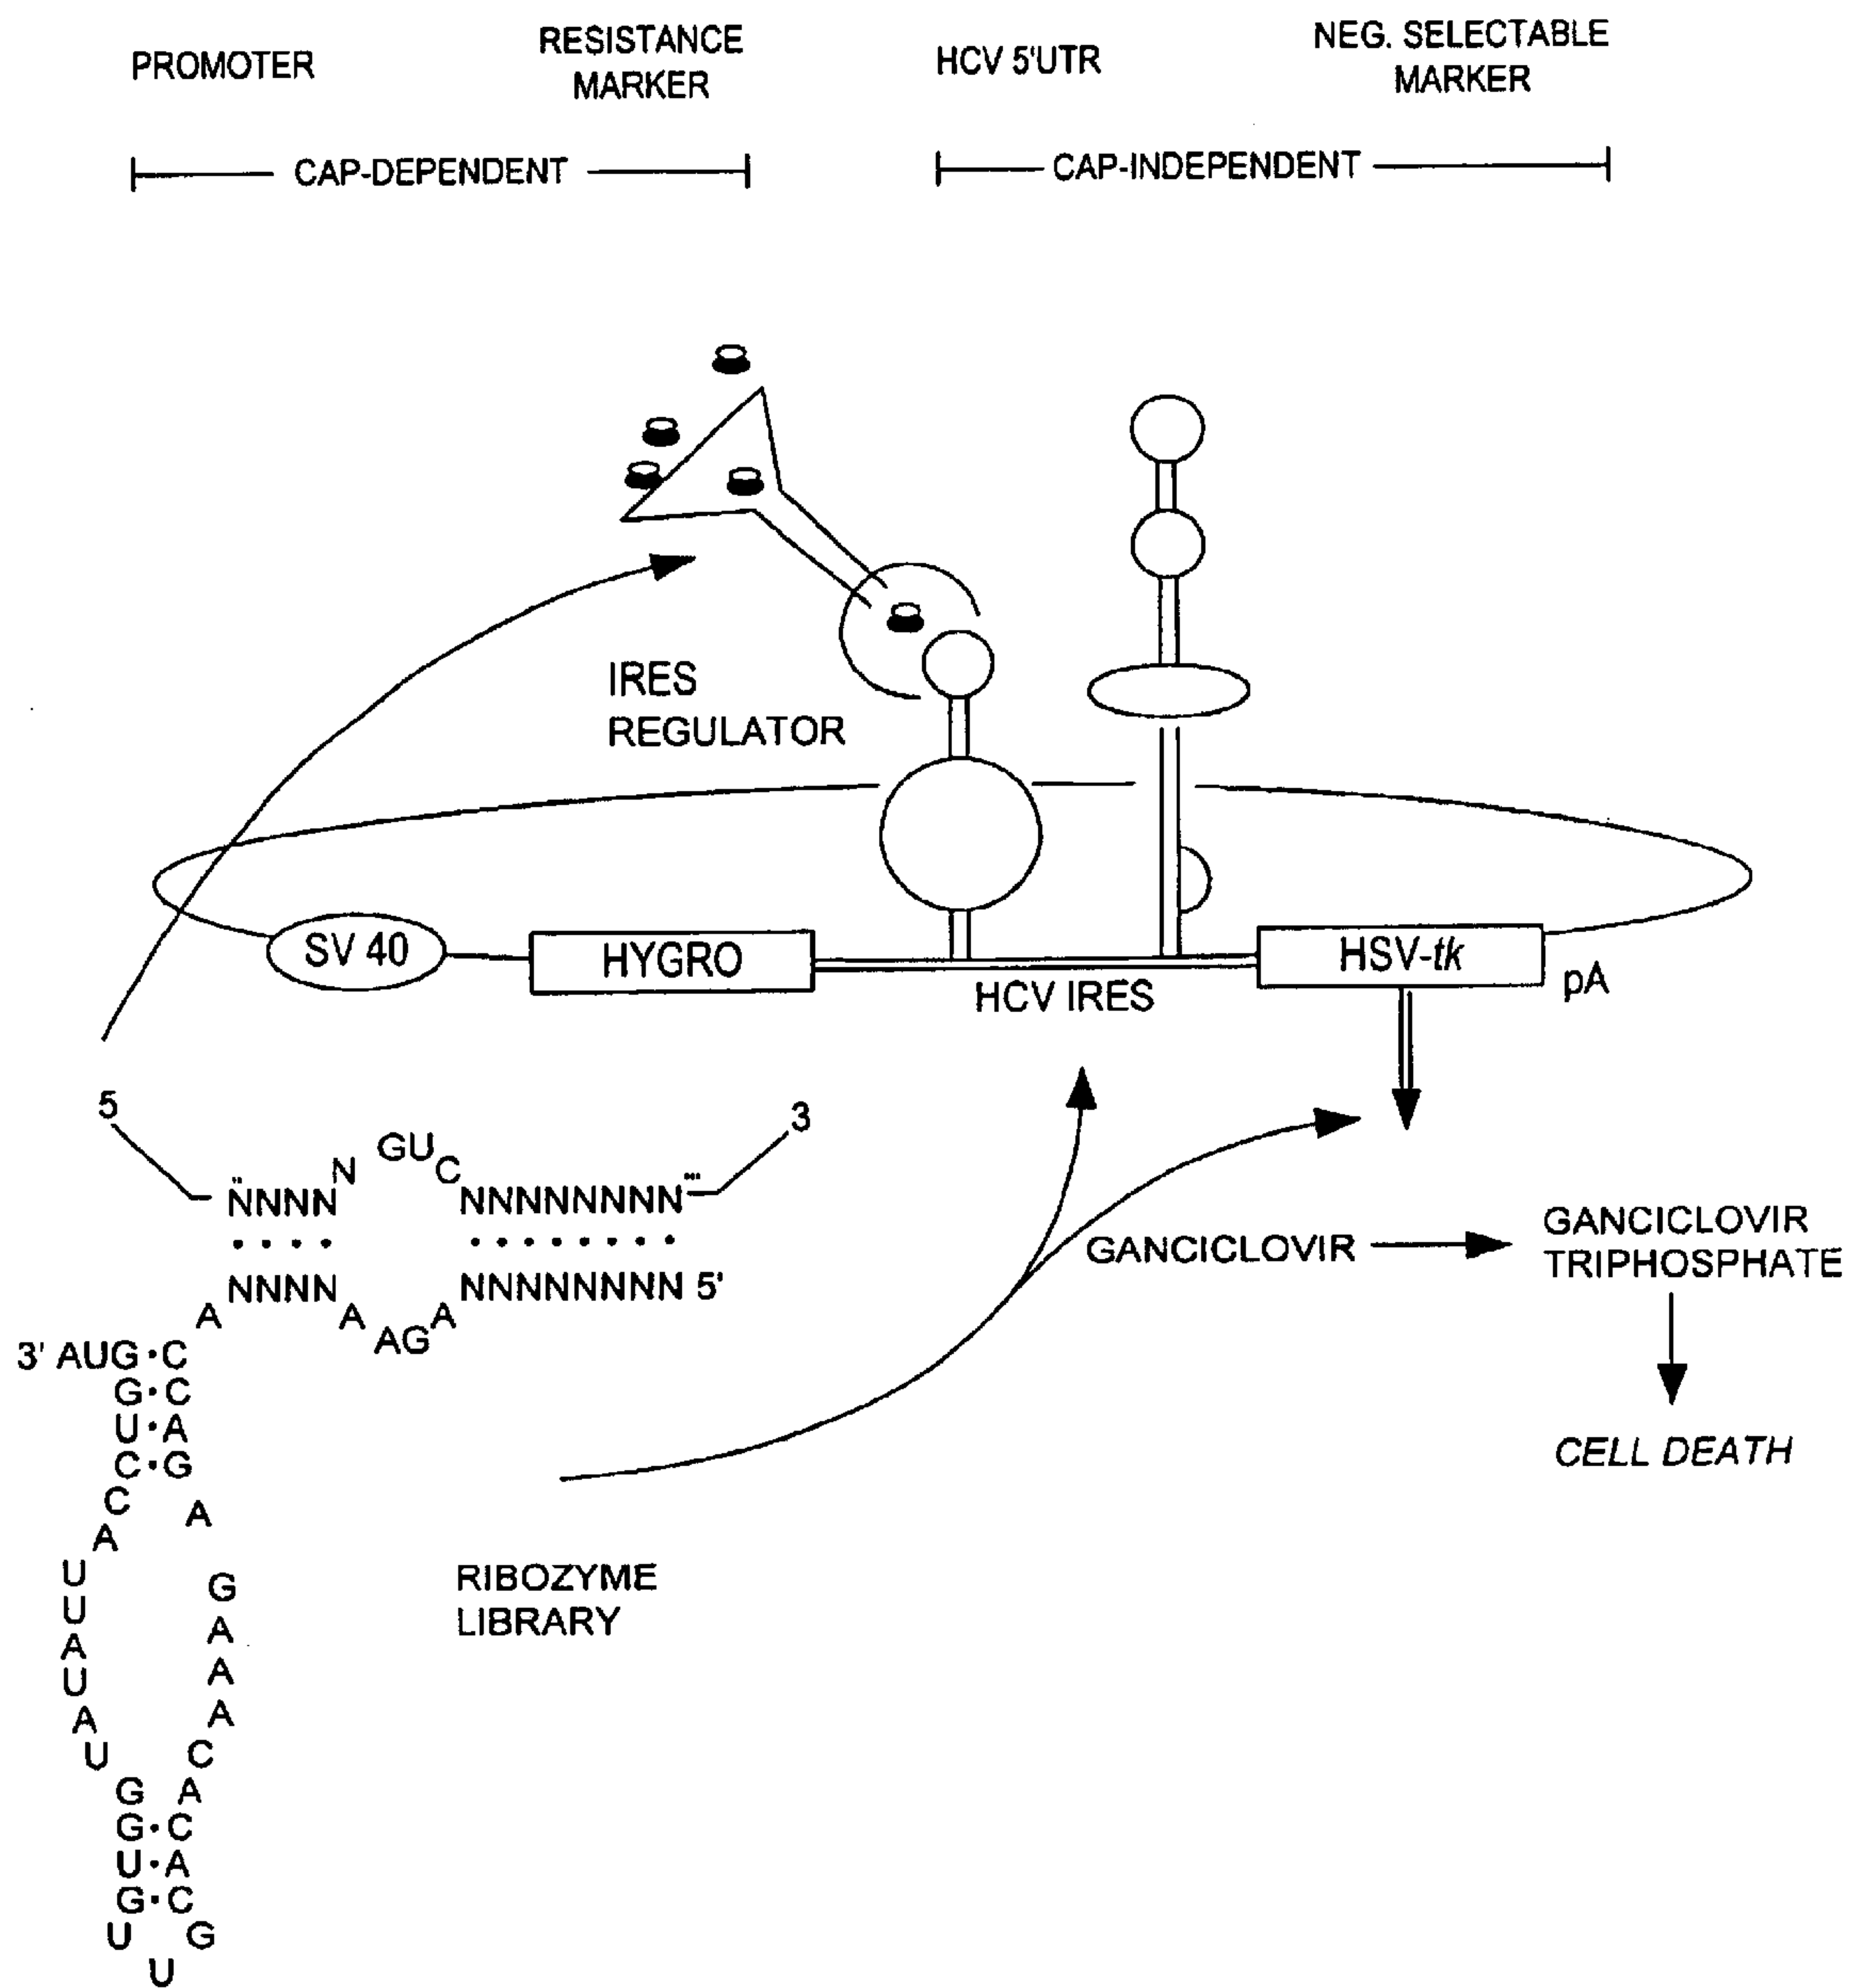 PROMOTER
RESISTANCE
MARKER
HCV 5'UTR
NEG. SELECTABLE
MARKER
CAP-DEPENDENT
CAP-INDEPENDENT
IRES
REGULATOR
SV 40
HYGRO
HCV IRES
HSV-tk
pA
5
3
N GUC
NNNN NNNNNNNN
NNNN NNNNNNNN 5'
A A AGA
3' AUG·C
G·C
U·A
C·G
C A
A
U G
U A
A A
U A
A C
U A
G
G·C
U·A
G·C
U G
U
GANCICLOVIR
GANCICLOVIR
TRIPHOSPHATE
CELL DEATH
RIBOZYME
LIBRARY